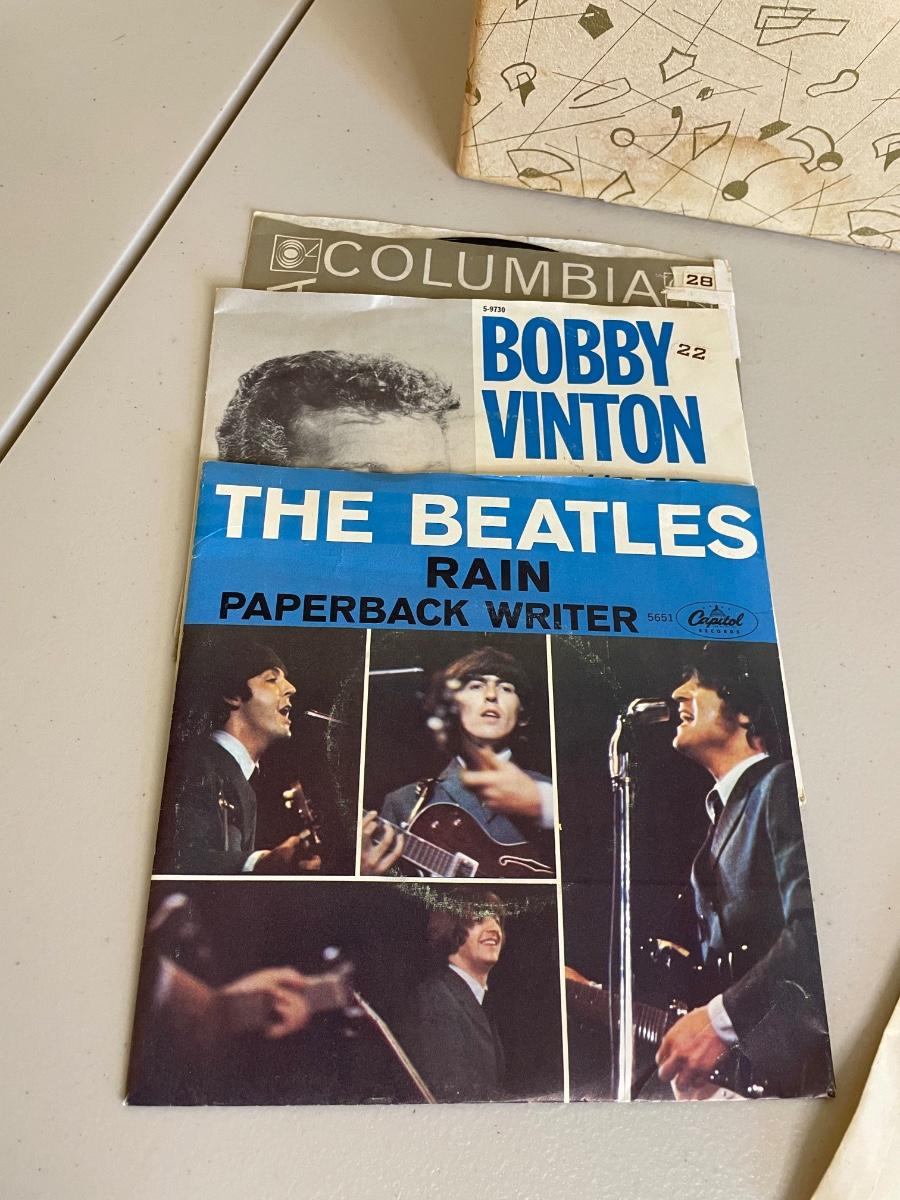 COLUMBIA
28
5-9730
BOBBY
22
VINTON
THE BEATLES
RAIN
PAPERBACK WRITER
5651 Capitol
RECORDS